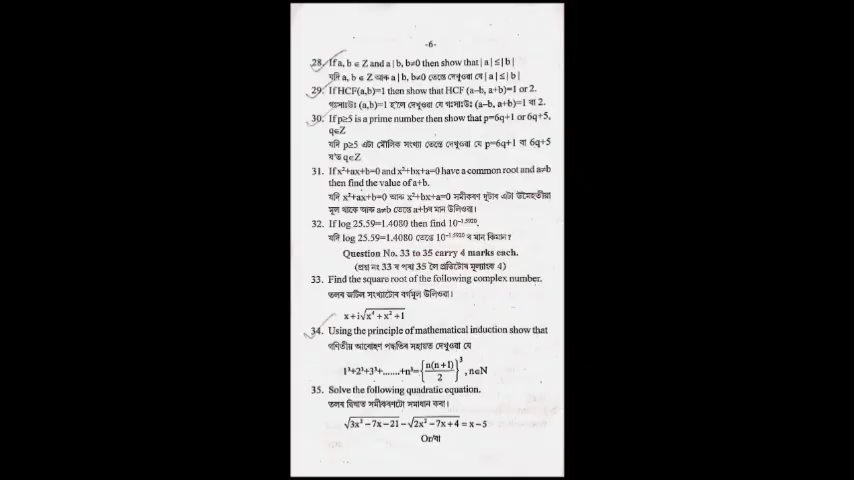 -6-
28. If a, b ∈ Z and a | b, b≠0 then show that | a | ≤ | b |
যদি a, b ∈ Z আৰু a | b, b≠0 তেন্তে দেখুওৱা যে | a | ≤ | b |
29. If HCF(a,b)=1 then show that HCF (a–b, a+b)=1 or 2.
গঃসাঃউঃ (a,b)=1 হ'লে দেখুওৱা যে গঃসাঃউঃ (a–b, a+b)=1 বা 2.
30. If p≥5 is a prime number then show that p=6q+1 or 6q+5,
q∈Z
যদি p≥5 এটা মৌলিক সংখ্যা তেন্তে দেখুওৱা যে p=6q+1 বা 6q+5
য'ত q∈Z
31. If x²+ax+b=0 and x²+bx+a=0 have a common root and a≠b
then find the value of a+b.
যদি x²+ax+b=0 আৰু x²+bx+a=0 সমীকৰণ দুটাৰ এটা উমৈহতীয়া
মূল থাকে আৰু a≠b তেন্তে a+bৰ মান উলিওৱা।
32. If log 25.59=1.4080 then find 10⁻¹·⁵⁹²⁰.
যদি log 25.59=1.4080 তেন্তে 10⁻¹·⁵⁹²⁰ ৰ মান কিমান?
Question No. 33 to 35 carry 4 marks each.
(প্ৰশ্ন নং 33 ৰ পৰা 35 লৈ প্ৰতিটোৰ মূল্যাংক 4)
33. Find the square root of the following complex number.
তলৰ জটিল সংখ্যাটোৰ বৰ্গমূল উলিওৱা।
x+i√(x⁴+x²+1)
34. Using the principle of mathematical induction show that
গণিতীয় আৰোহণ পদ্ধতিৰ সহায়ত দেখুওৱা যে
1³+2³+3³+.......+n³={n(n+1)/2}³, n∈N
35. Solve the following quadratic equation.
তলৰ দ্বিঘাত সমীকৰণটো সমাধান কৰা।
√(3x²–7x–21) – √(2x²–7x+4) = x–5
Or/বা